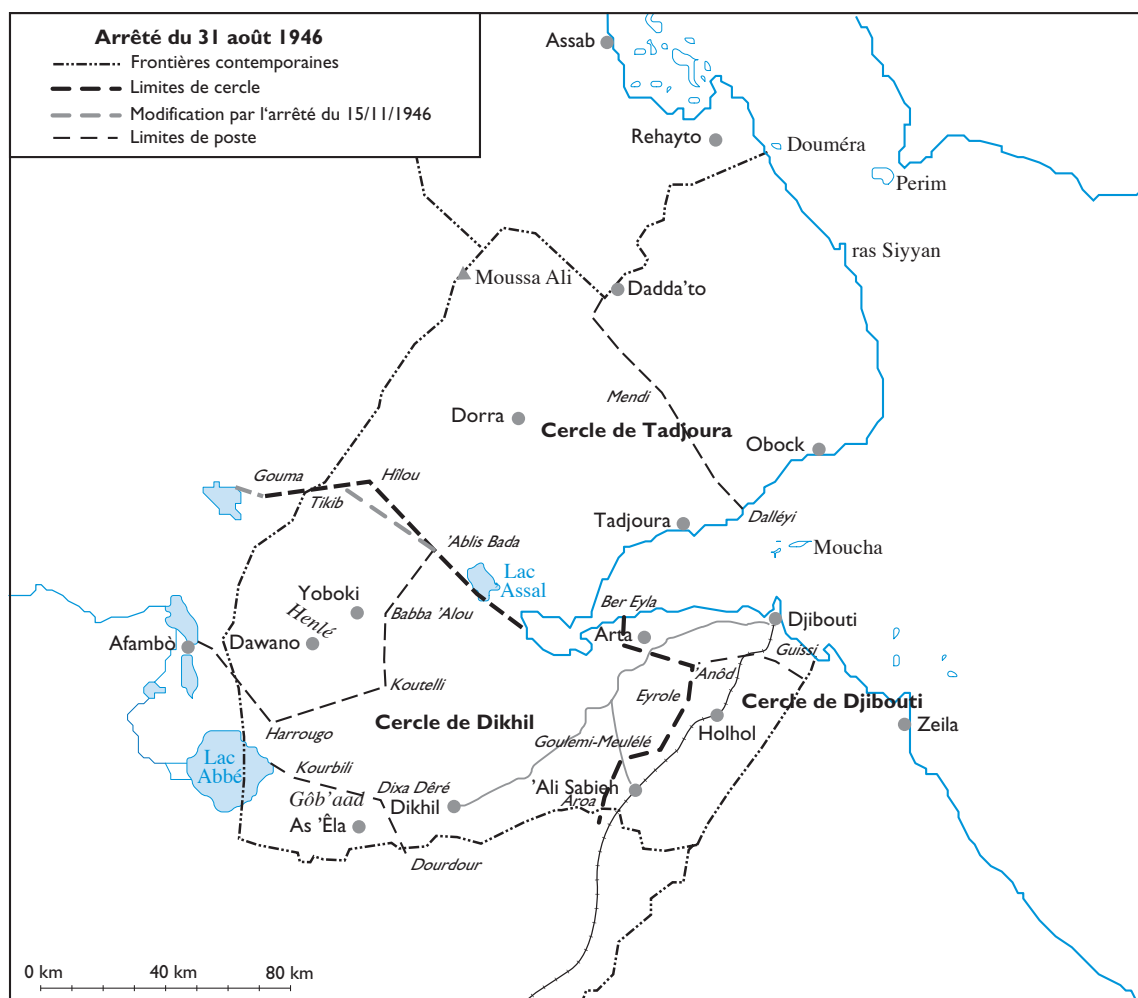 Arrêté du 31 août 1946
Frontières contemporaines
Limites de cercle
Modification par l'arrêté du 15/11/1946
Limites de poste
Assab
Rehayto
Douméra
Perim
ras Siyyan
Moussa Ali
Dadda'to
Mendi
Dorra
Cercle de Tadjoura
Obock
Gouma
Hîlou
Tikib
Dalléyi
Tadjoura
'Ablis Bada
Moucha
Lac
Assal
Yoboki
Henlé
Babba 'Alou
Ber Eyla
Djibouti
Afambò
Dawano
Arta
Guissi
Koutelli
'Anôd
Eyrole
Cercle de Djibouti
Harrougo
Cercle de Dikhil
Holhol
Zeila
Goulemi-Meulélé
Lac
Abbé
Kourbili
Gôb'aad
Dixa Dêré
Dikhil
'Ali Sabieh
Aroa
As 'Êla
Dourdour
0 km 40 km 80 km